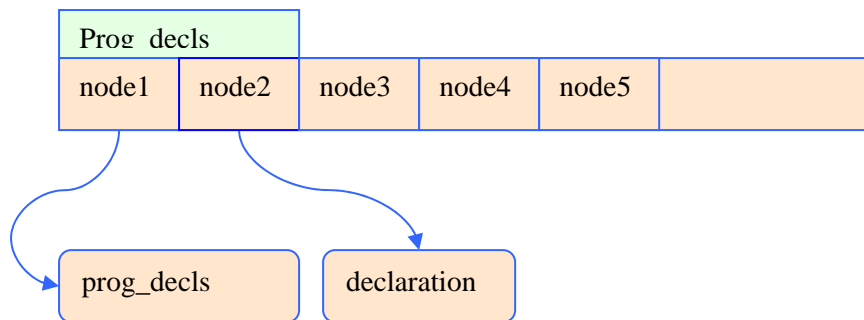 Prog_decls
node1 node2 node3 node4 node5
prog_decls declaration